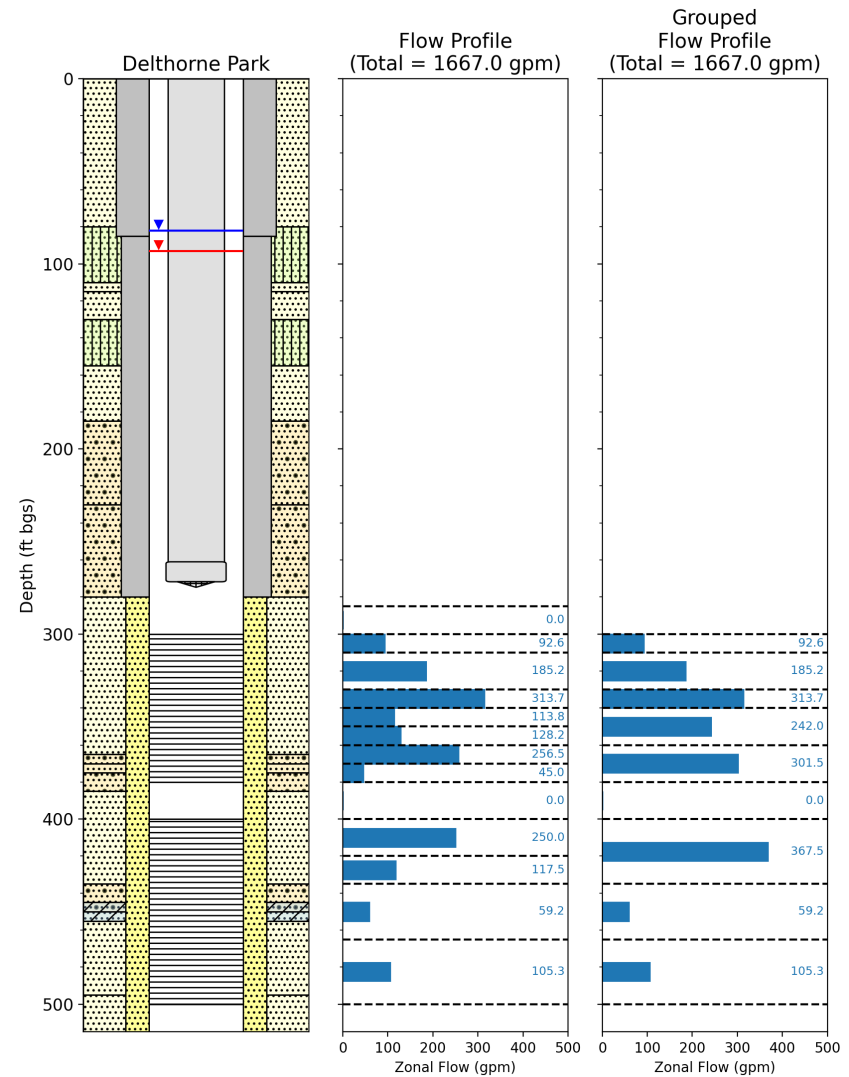 Delthorne Park
Flow Profile
(Total = 1667.0 gpm)
Grouped
Flow Profile
(Total = 1667.0 gpm)
Depth (ft bgs)
0
100
200
300
400
500
0.0
92.6
185.2
313.7
113.8
128.2
256.5
45.0
0.0
250.0
117.5
59.2
105.3
0 100 200 300 400 500
Zonal Flow (gpm)
92.6
185.2
313.7
242.0
301.5
0.0
367.5
59.2
105.3
0 100 200 300 400 500
Zonal Flow (gpm)